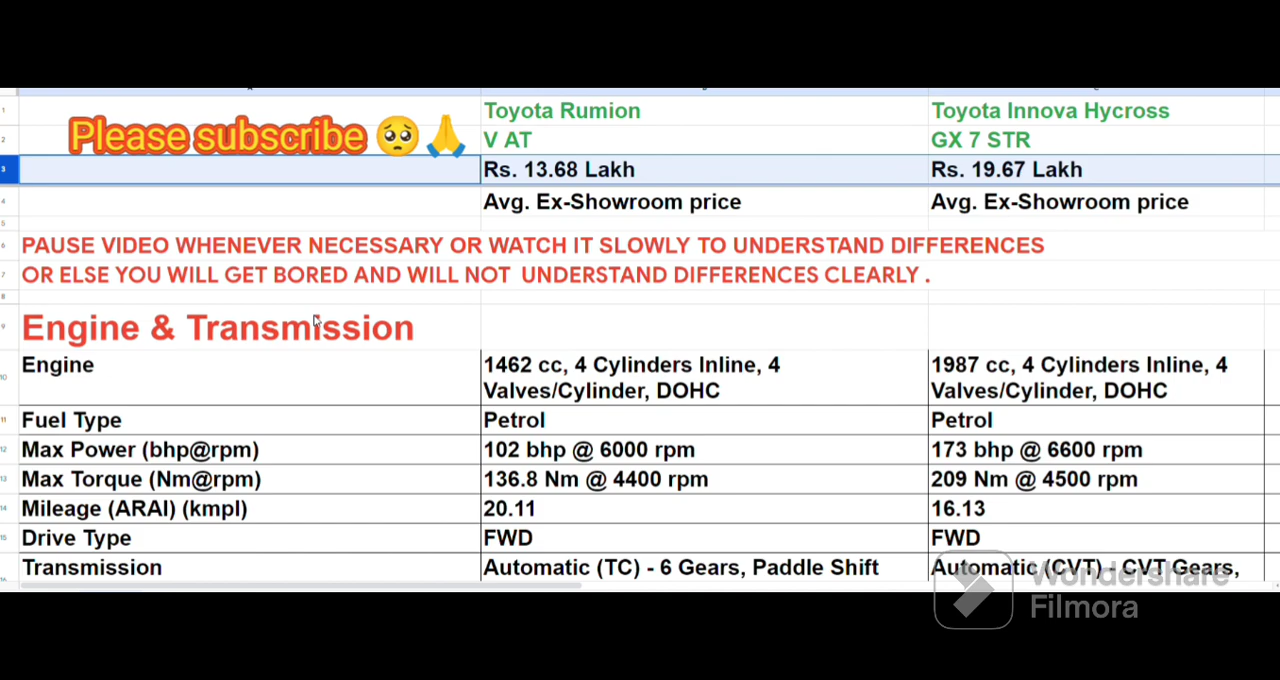 Toyota Rumion Toyota Innova Hycross
Please subscribe 🥺🙏 V AT GX 7 STR
Rs. 13.68 Lakh Rs. 19.67 Lakh
Avg. Ex-Showroom price Avg. Ex-Showroom price
PAUSE VIDEO WHENEVER NECESSARY OR WATCH IT SLOWLY TO UNDERSTAND DIFFERENCES
OR ELSE YOU WILL GET BORED AND WILL NOT UNDERSTAND DIFFERENCES CLEARLY .
Engine & Transmission
Engine 1462 cc, 4 Cylinders Inline, 4 1987 cc, 4 Cylinders Inline, 4
Valves/Cylinder, DOHC Valves/Cylinder, DOHC
Fuel Type Petrol Petrol
Max Power (bhp@rpm) 102 bhp @ 6000 rpm 173 bhp @ 6600 rpm
Max Torque (Nm@rpm) 136.8 Nm @ 4400 rpm 209 Nm @ 4500 rpm
Mileage (ARAI) (kmpl) 20.11 16.13
Drive Type FWD FWD
Transmission Automatic (TC) - 6 Gears, Paddle Shift Automatic (CVT) - CVT Gears,
Wondershare
Filmora